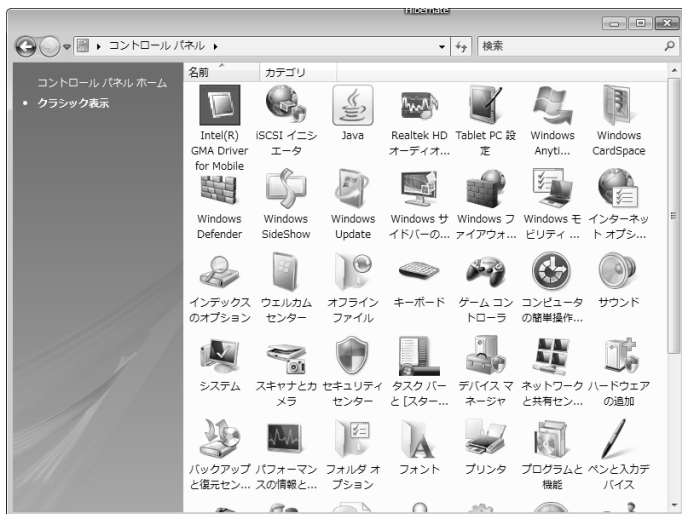 Hibernate
コントロール パネル
検索
コントロール パネル ホーム
クラシック表示
名前
カテゴリ
Intel(R)
GMA Driver
for Mobile
iSCSI イニシ
エータ
Java
Realtek HD
オーディオ...
Tablet PC 設
定
Windows
Anyti...
Windows
CardSpace
Windows
Defender
Windows
SideShow
Windows
Update
Windows サ
イドバーの...
Windows フ
ァイアウォ...
Windows モ
ビリティ ...
インターネッ
ト オプシ...
インデックス
のオプション
ウェルカム
センター
オフライン
ファイル
キーボード
ゲーム コン
トローラ
コンピュータ
の簡単操作...
サウンド
システム
スキャナとカ
メラ
セキュリティ
センター
タスク バー
と [スター...
デバイス マ
ネージャ
ネットワーク
と共有セン...
ハードウェア
の追加
バックアップ
と復元セン...
パフォーマン
スの情報と...
フォルダ オ
プション
フォント
プリンタ
プログラムと
機能
ペンと入力デ
バイス